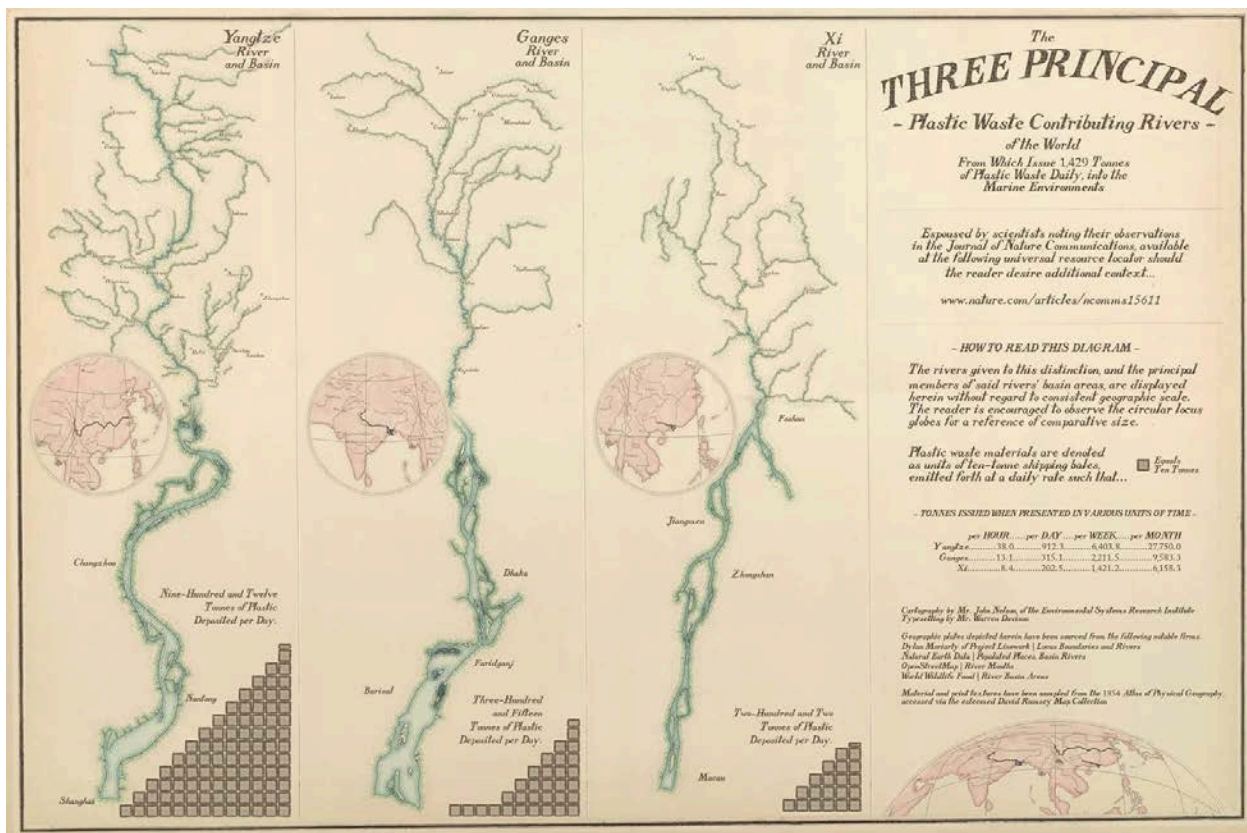 Yangtze
River
and Basin
Changzhou
Nine-Hundred and Twelve
Tonnes of Plastic
Deposited per Day.
Nantong
Shanghai
Ganges
River
and Basin
Dhaka
Faridganj
Barisal
Three-Hundred
and Fifteen
Tonnes of Plastic
Deposited per Day.
Xi
River
and Basin
Foshan
Jiangmen
Zhongshan
Two-Hundred and Two
Tonnes of Plastic
Deposited per Day.
Macau
The
THREE PRINCIPAL
- Plastic Waste Contributing Rivers -
of the World
From Which Issue 1,429 Tonnes
of Plastic Waste Daily, into the
Marine Environments
Espoused by scientists noting their observations
in the Journal of Nature Communications, available
at the following universal resource locator should
the reader desire additional context...
www.nature.com/articles/ncomms15611
- HOW TO READ THIS DIAGRAM -
The rivers given to this distinction, and the principal
members of said rivers' basin areas, are displayed
herein without regard to consistent geographic scale.
The reader is encouraged to observe the circular locus
globes for a reference of comparative size.
Plastic waste materials are denoted
as units of ten-tonne shipping bales,
emitted forth at a daily rate such that...
Equals
Ten Tonnes
- TONNES ISSUED WHEN PRESENTED IN VARIOUS UNITS OF TIME -
per HOUR......per DAY.....per WEEK......per MONTH
Yangtze..........38.0..........912.3..........6,403.8..........27,750.0
Ganges..........13.1..........315.1..........2,211.5..........9,583.3
Xi..........8.4..........202.5..........1,421.2..........6,158.3
Cartography by Mr. John Nelson, of the Environmental Systems Research Institute
Typesetting by Mr. Warren Davison
Geographic plates depicted herein have been sourced from the following notable firms.
Dylan Moriarty of Project Linework | Locus Boundaries and Rivers
Natural Earth Data | Populated Places, Basin Rivers
OpenStreetMap | River Mouths
World Wildlife Fund | River Basin Areas
Material and print textures have been sampled from the 1854 Atlas of Physical Geography,
accessed via the esteemed David Rumsey Map Collection